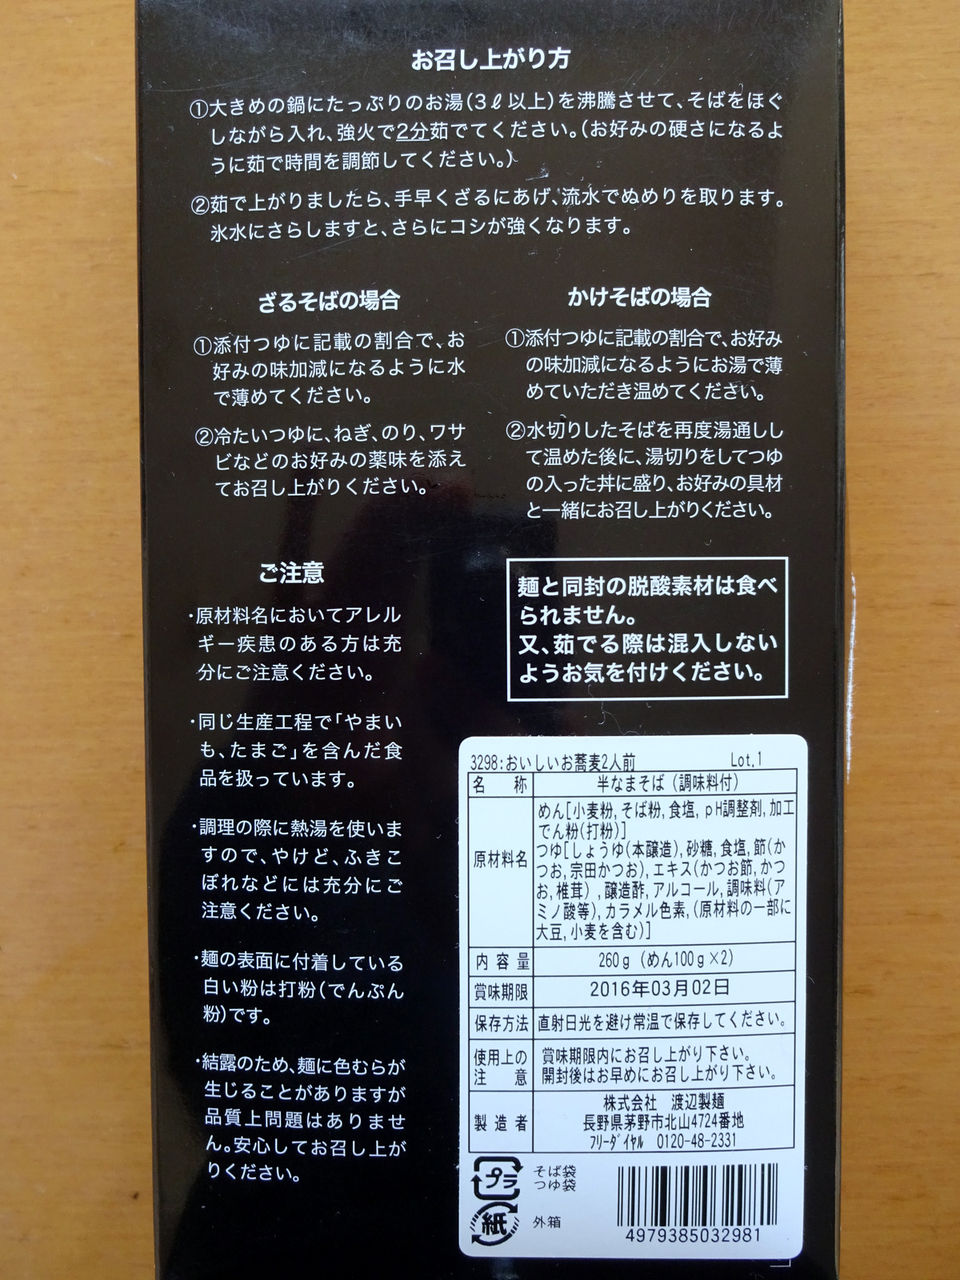 お召し上がり方
①大きめの鍋にたっぷりのお湯(3ℓ以上)を沸騰させて、そばをほぐ
しながら入れ、強火で2分茹でてください。(お好みの硬さになるよ
うに茹で時間を調節してください。)
②茹で上がりましたら、手早くざるにあげ、流水でぬめりを取ります。
氷水にさらしますと、さらにコシが強くなります。
ざるそばの場合
①添付つゆに記載の割合で、お
好みの味加減になるように水
で薄めてください。
②冷たいつゆに、ねぎ、のり、ワサ
ビなどのお好みの薬味を添え
てお召し上がりください。
かけそばの場合
①添付つゆに記載の割合で、お好み
の味加減になるようにお湯で薄
めていただき温めてください。
②水切りしたそばを再度湯通しし
て温めた後に、湯切りをしてつゆ
の入った丼に盛り、お好みの具材
と一緒にお召し上がりください。
ご注意
・原材料名においてアレル
ギー疾患のある方は充
分にご注意ください。
・同じ生産工程で「やまい
も、たまご」を含んだ食
品を扱っています。
・調理の際に熱湯を使いま
すので、やけど、ふきこ
ぼれなどには充分にご
注意ください。
・麺の表面に付着している
白い粉は打粉(でんぷん
粉)です。
・結露のため、麺に色むらが
生じることがありますが
品質上問題はありませ
ん。安心してお召し上が
りください。
麺と同封の脱酸素材は食べ
られません。
又、茹でる際は混入しない
ようお気を付けください。
3298:おいしいお蕎麦2人前 Lot.1
名称 半なまそば(調味料付)
原材料名 めん[小麦粉,そば粉,食塩,pH調整剤,加工
でん粉(打粉)]
つゆ[しょうゆ(本醸造),砂糖,食塩,節(か
つお,宗田かつお),エキス(かつお節,かつ
お,椎茸),醸造酢,アルコール,調味料(ア
ミノ酸等),カラメル色素,(原材料の一部に
大豆,小麦を含む)]
内容量 260g(めん100g×2)
賞味期限 2016年03月02日
保存方法 直射日光を避け常温で保存してください。
使用上の 賞味期限内にお召し上がり下さい。
注意 開封後はお早めにお召し上がり下さい。
製造者 株式会社 渡辺製麺
長野県茅野市北山4724番地
フリーダイヤル 0120-48-2331
プラ そば袋
つゆ袋
紙 外箱
4979385032981